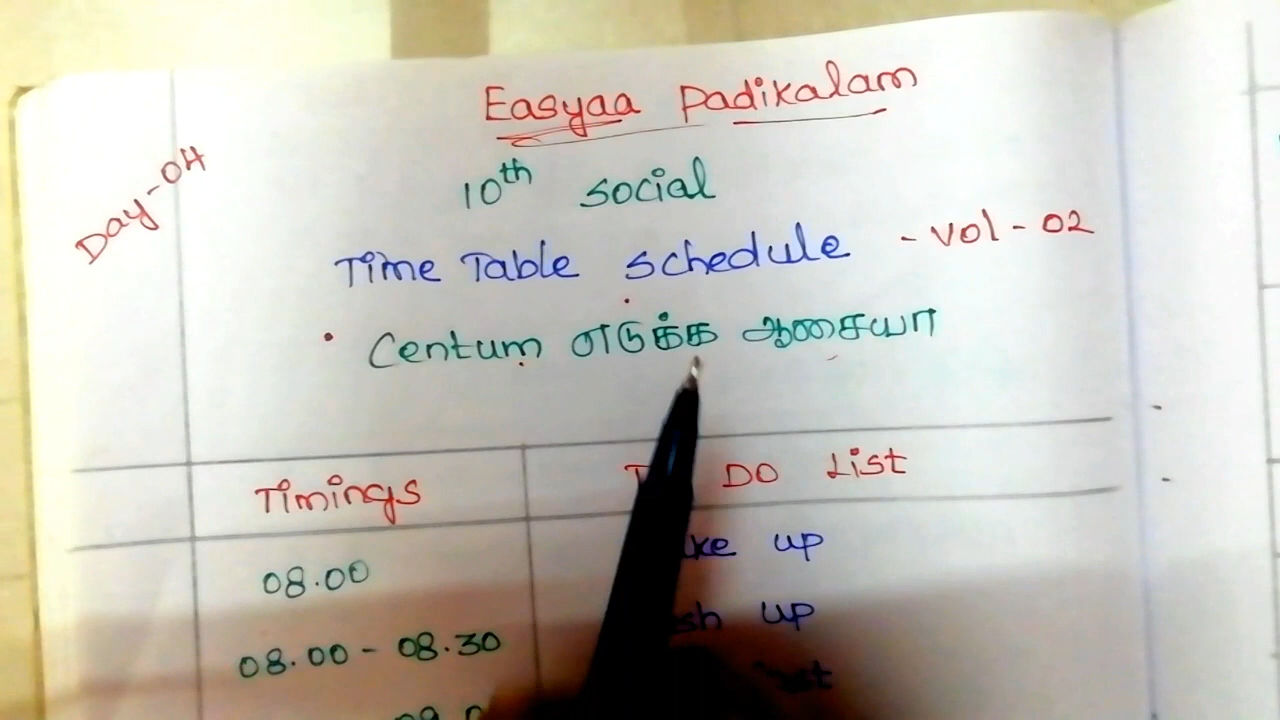 Easyaa Padikalam
Day-04
10th social
Time Table schedule - Vol - 02
Centum எடுக்க ஆசையா
Timings DO List
08.00 up
08.00 - 08.30 up